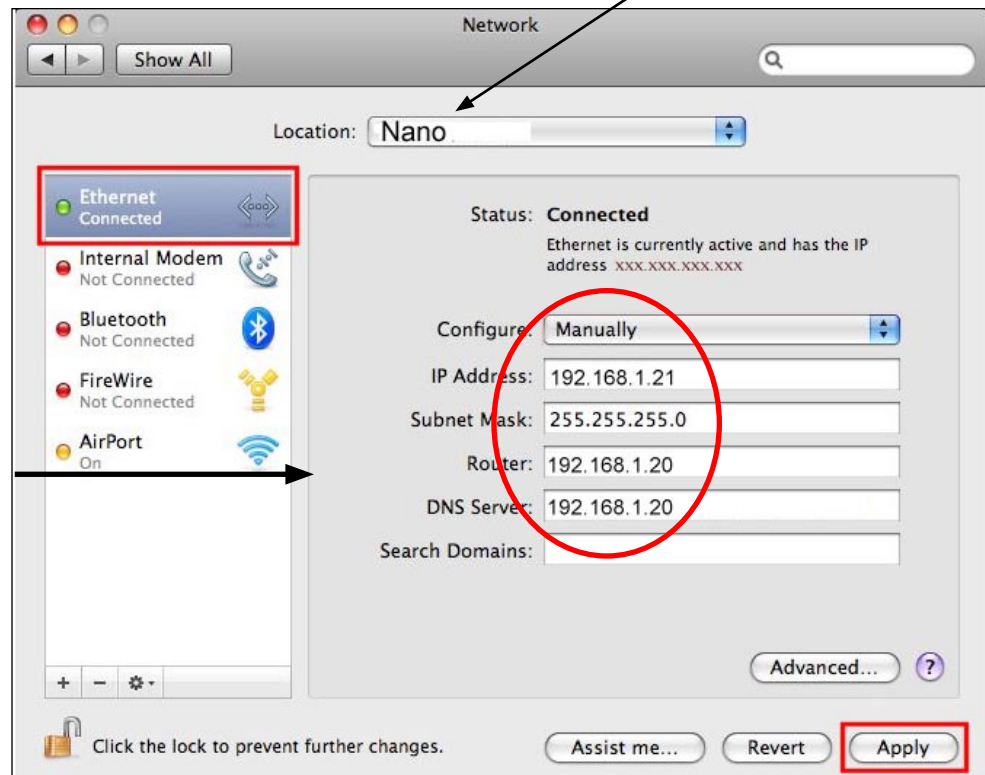 Network
Show All
Location: Nano
Ethernet
Connected
Internal Modem
Not Connected
Bluetooth
Not Connected
FireWire
Not Connected
AirPort
On
Status: Connected
Ethernet is currently active and has the IP
address xxx.xxx.xxx.xxx
Configure: Manually
IP Address: 192.168.1.21
Subnet Mask: 255.255.255.0
Router: 192.168.1.20
DNS Server: 192.168.1.20
Search Domains:
Advanced... ?
+ −
Click the lock to prevent further changes.
Assist me... Revert Apply